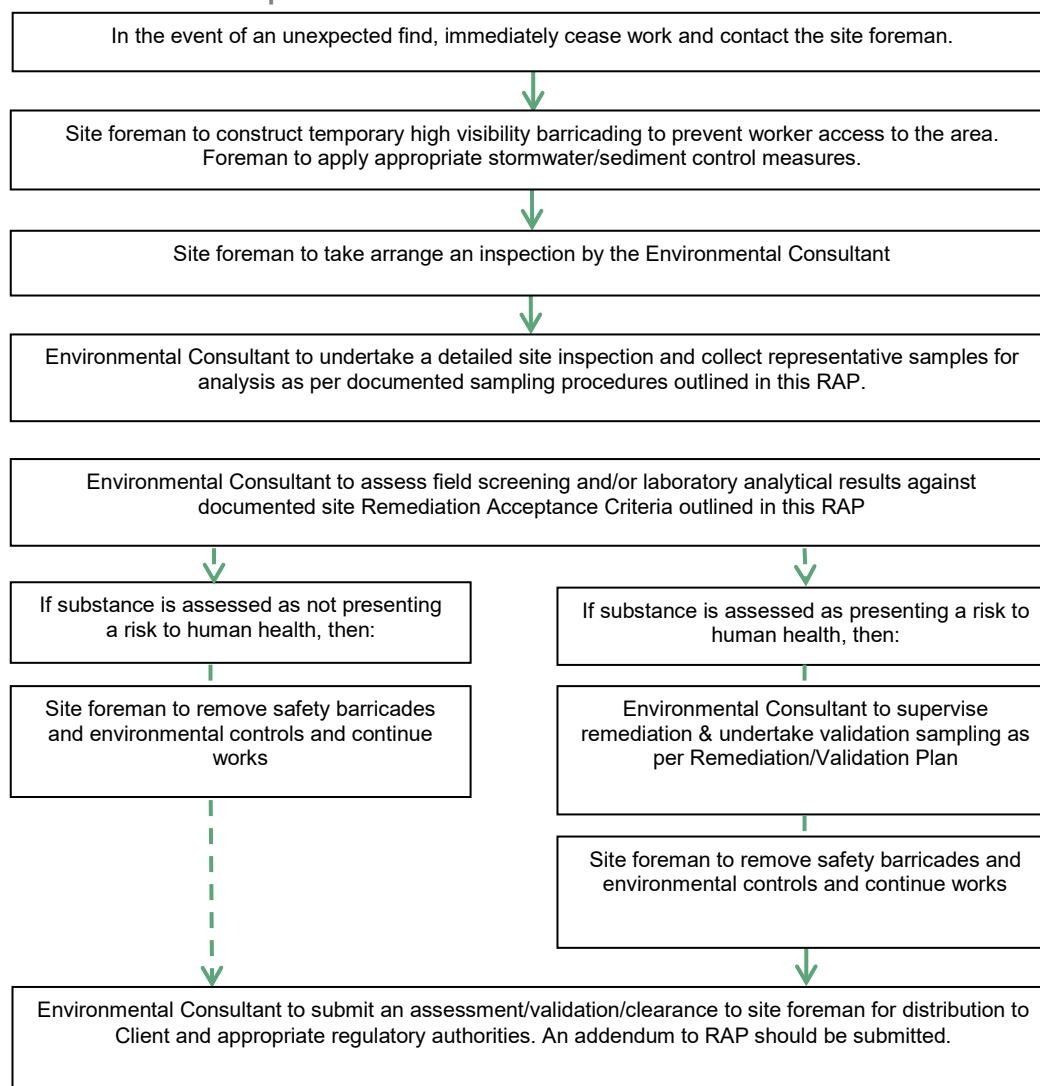 In the event of an unexpected find, immediately cease work and contact the site foreman.
Site foreman to construct temporary high visibility barricading to prevent worker access to the area.
Foreman to apply appropriate stormwater/sediment control measures.
Site foreman to take arrange an inspection by the Environmental Consultant
Environmental Consultant to undertake a detailed site inspection and collect representative samples for
analysis as per documented sampling procedures outlined in this RAP.
Environmental Consultant to assess field screening and/or laboratory analytical results against
documented site Remediation Acceptance Criteria outlined in this RAP
If substance is assessed as not presenting
a risk to human health, then:
Site foreman to remove safety barricades
and environmental controls and continue
works
If substance is assessed as presenting a risk to
human health, then:
Environmental Consultant to supervise
remediation & undertake validation sampling as
per Remediation/Validation Plan
Site foreman to remove safety barricades and
environmental controls and continue works
Environmental Consultant to submit an assessment/validation/clearance to site foreman for distribution to
Client and appropriate regulatory authorities. An addendum to RAP should be submitted.